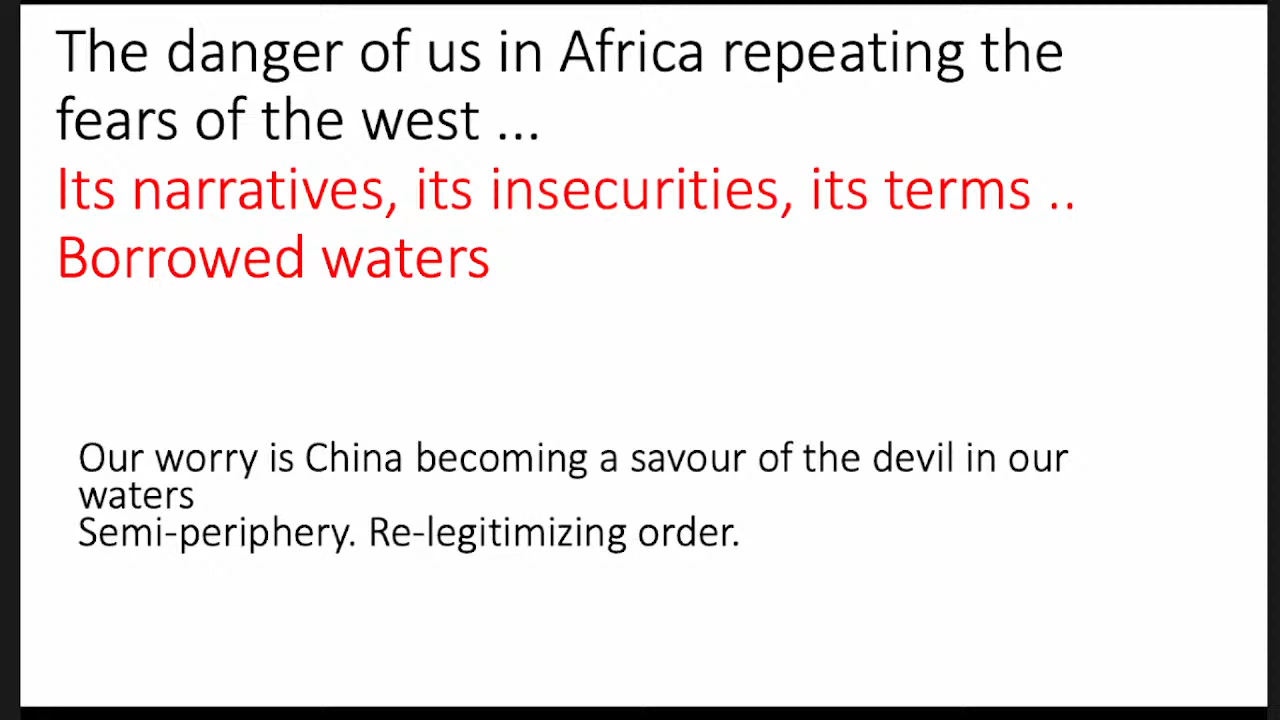 The danger of us in Africa repeating the
fears of the west ...
Its narratives, its insecurities, its terms ..
Borrowed waters
Our worry is China becoming a savour of the devil in our
waters
Semi-periphery. Re-legitimizing order.